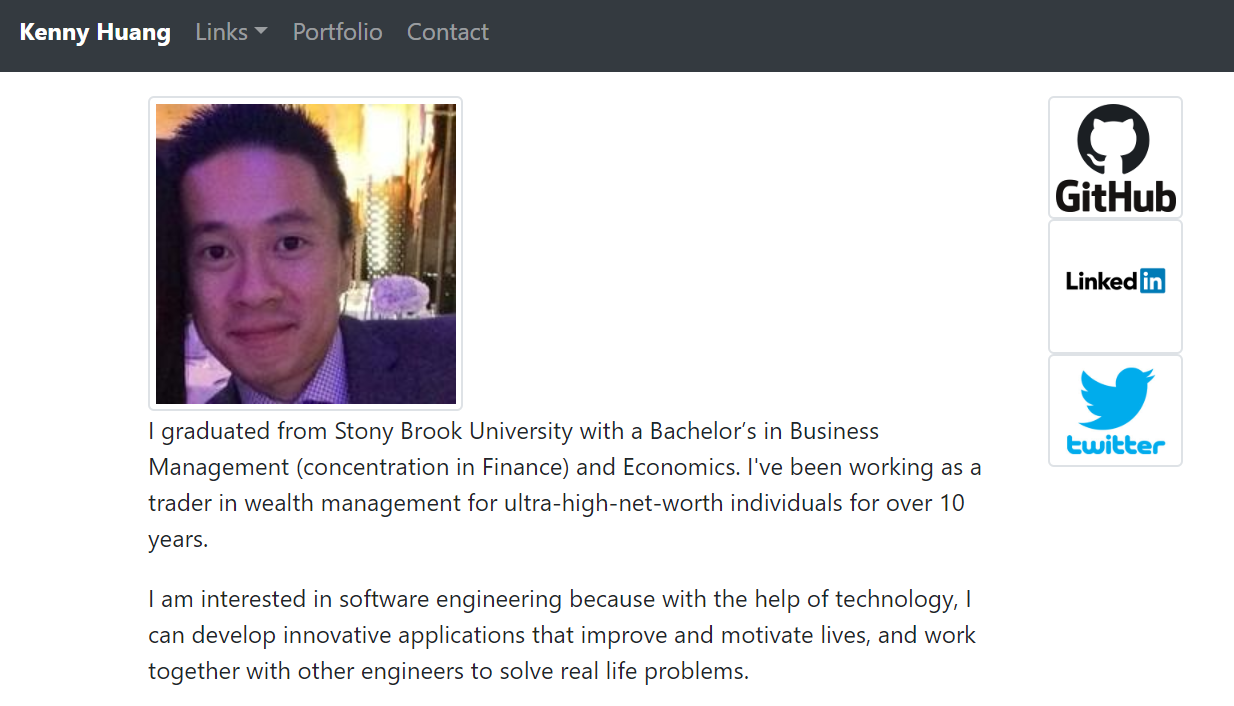 Kenny Huang Links Portfolio Contact
GitHub
Linked in
twitter
I graduated from Stony Brook University with a Bachelor’s in Business
Management (concentration in Finance) and Economics. I've been working as a
trader in wealth management for ultra-high-net-worth individuals for over 10
years.
I am interested in software engineering because with the help of technology, I
can develop innovative applications that improve and motivate lives, and work
together with other engineers to solve real life problems.